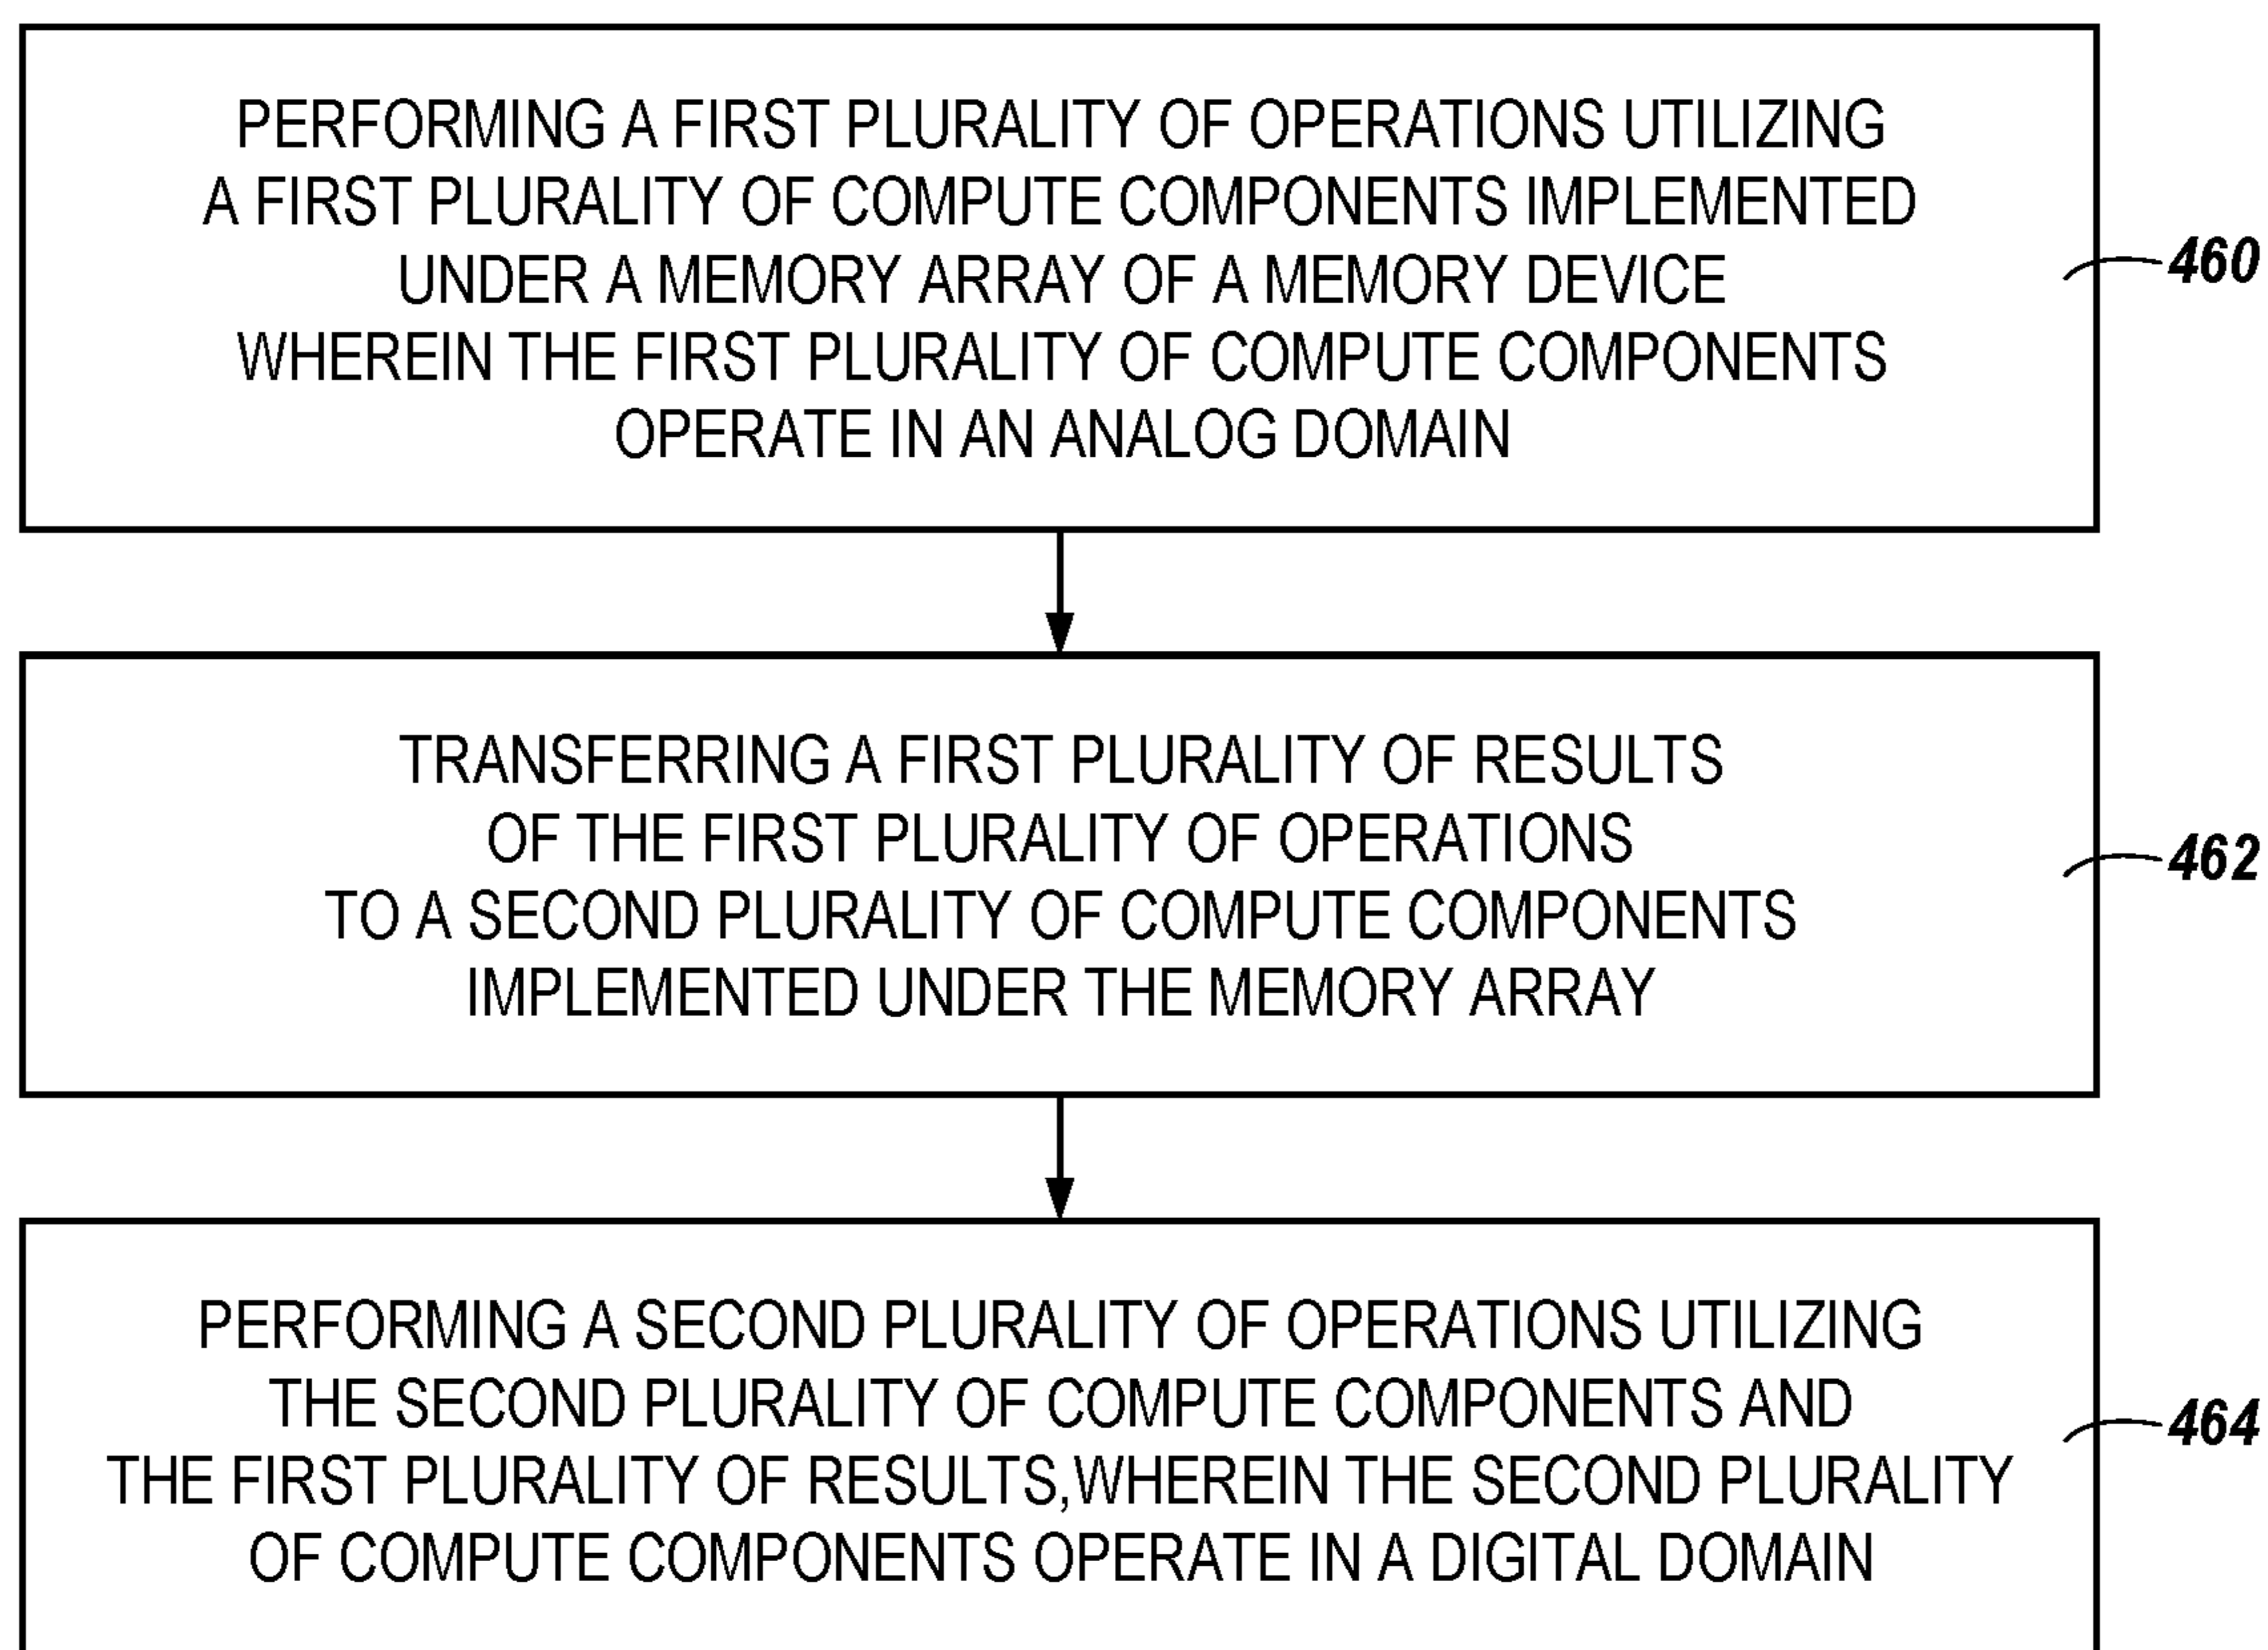 PERFORMING A FIRST PLURALITY OF OPERATIONS UTILIZING
A FIRST PLURALITY OF COMPUTE COMPONENTS IMPLEMENTED
UNDER A MEMORY ARRAY OF A MEMORY DEVICE
WHEREIN THE FIRST PLURALITY OF COMPUTE COMPONENTS
OPERATE IN AN ANALOG DOMAIN
460
TRANSFERRING A FIRST PLURALITY OF RESULTS
OF THE FIRST PLURALITY OF OPERATIONS
TO A SECOND PLURALITY OF COMPUTE COMPONENTS
IMPLEMENTED UNDER THE MEMORY ARRAY
462
PERFORMING A SECOND PLURALITY OF OPERATIONS UTILIZING
THE SECOND PLURALITY OF COMPUTE COMPONENTS AND
THE FIRST PLURALITY OF RESULTS,WHEREIN THE SECOND PLURALITY
OF COMPUTE COMPONENTS OPERATE IN A DIGITAL DOMAIN
464